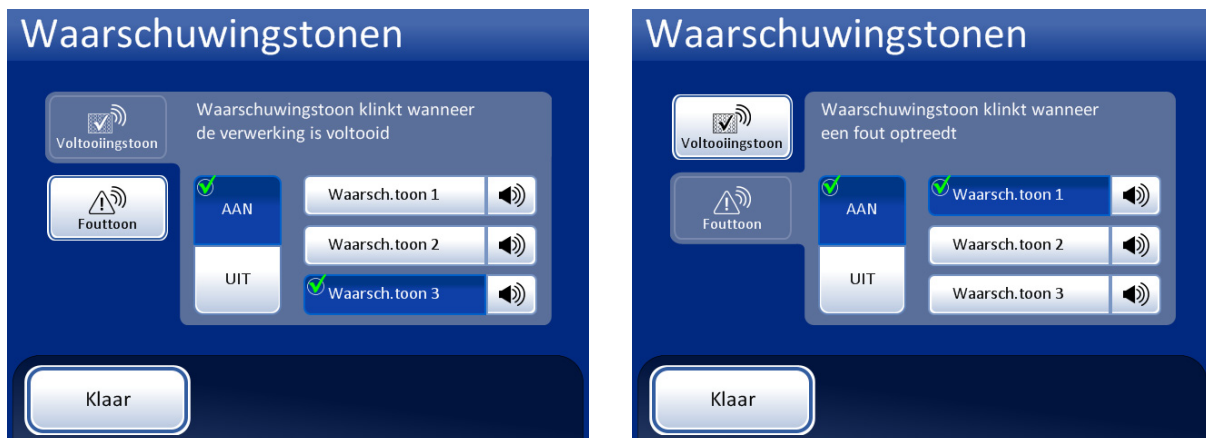 Waarschuwingstonen
Voltooiingstoon
Waarschuwingstoon klinkt wanneer
de verwerking is voltooid
Fouttoon
AAN
UIT
Waarsch.toon 1
Waarsch.toon 2
Waarsch.toon 3
Klaar
Waarschuwingstonen
Voltooiingstoon
Waarschuwingstoon klinkt wanneer
een fout optreedt
Fouttoon
AAN
UIT
Waarsch.toon 1
Waarsch.toon 2
Waarsch.toon 3
Klaar